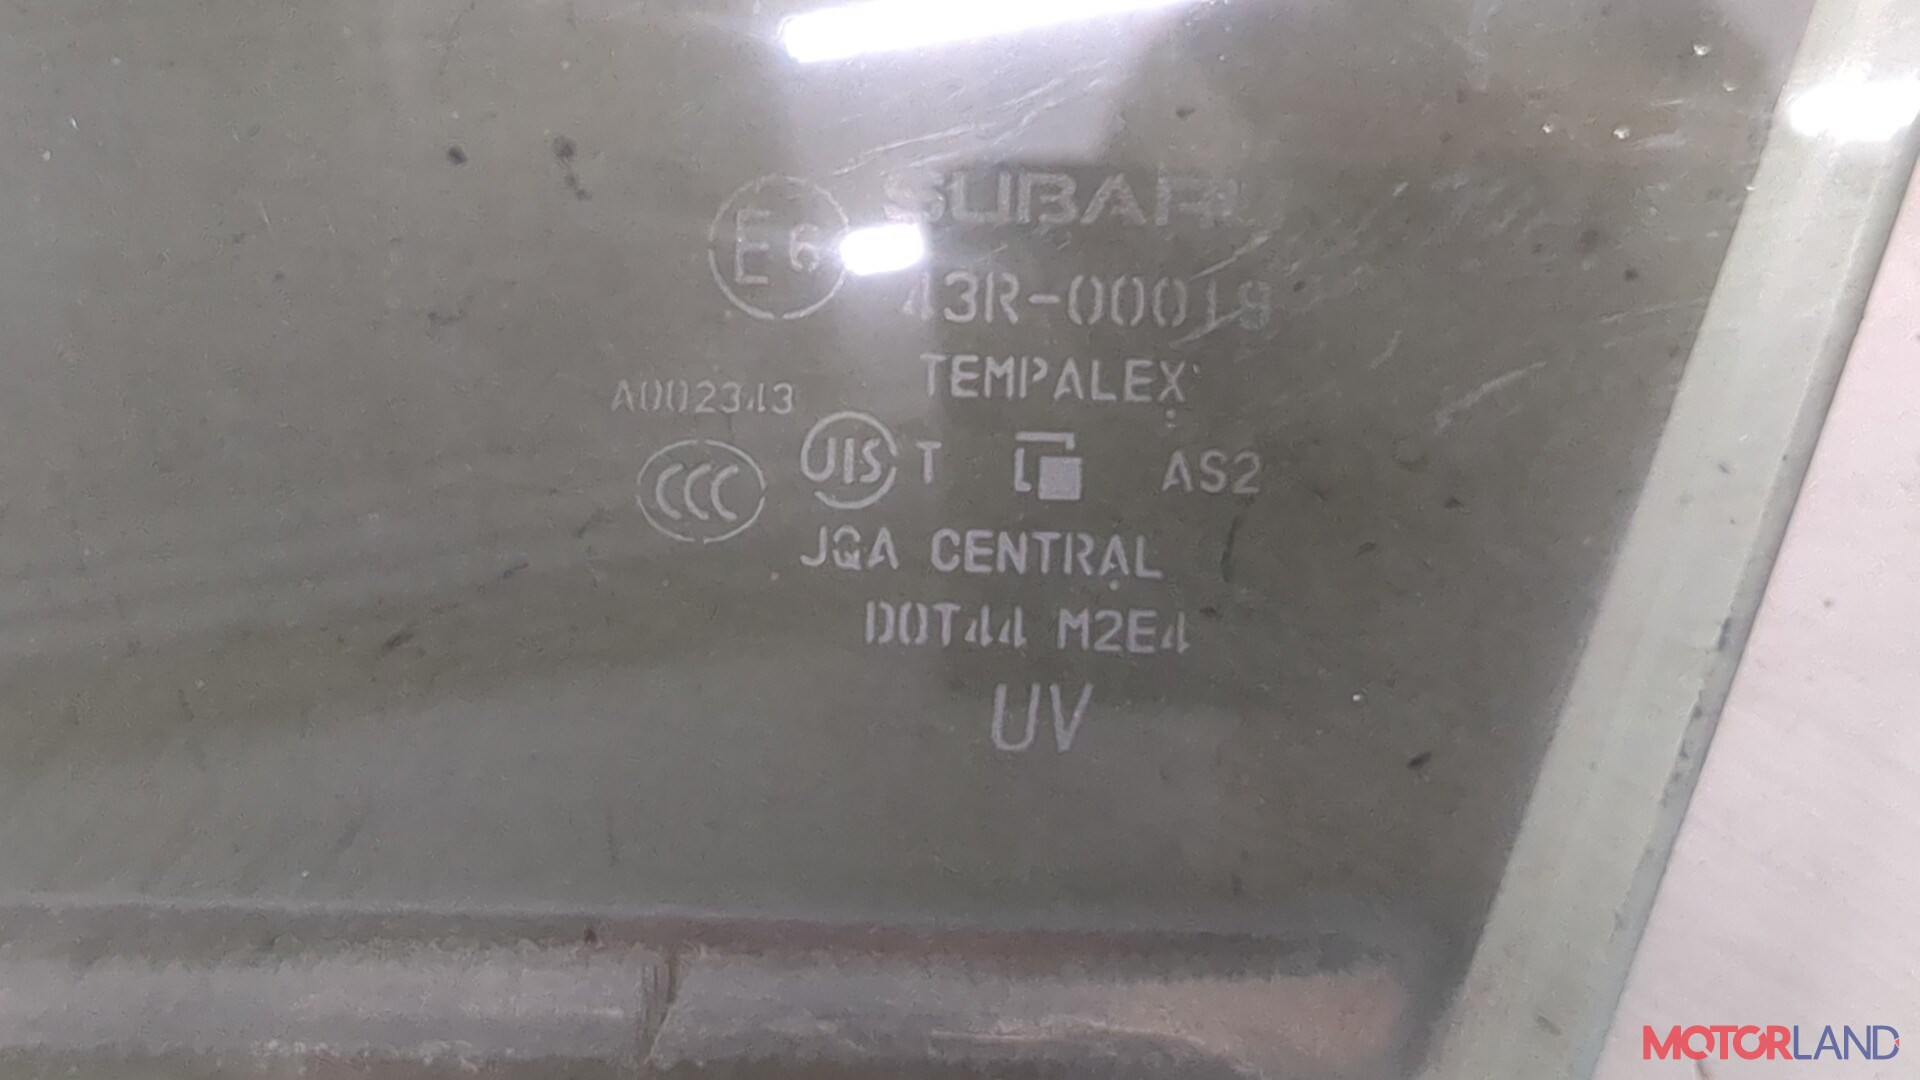 SUBARU
E6
43R-00019
TEMPALEX
A002343
CCC JIS T AS2
JQA CENTRAL
DOT44 M2E4
UV
MOTORLAND